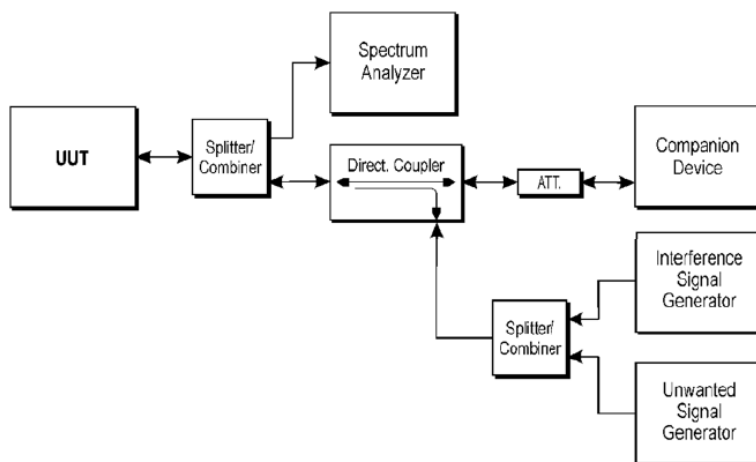 Spectrum
Analyzer
UUT
Splitter/
Combiner
Direct. Coupler
ATT.
Companion
Device
Interference
Signal
Generator
Splitter/
Combiner
Unwanted
Signal
Generator